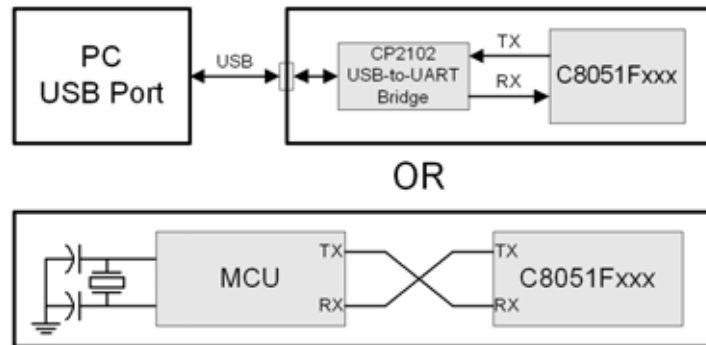 PC
USB Port
USB
CP2102
USB-to-UART
Bridge
TX
RX
C8051Fxxx
OR
MCU
TX
RX
TX
RX
C8051Fxxx